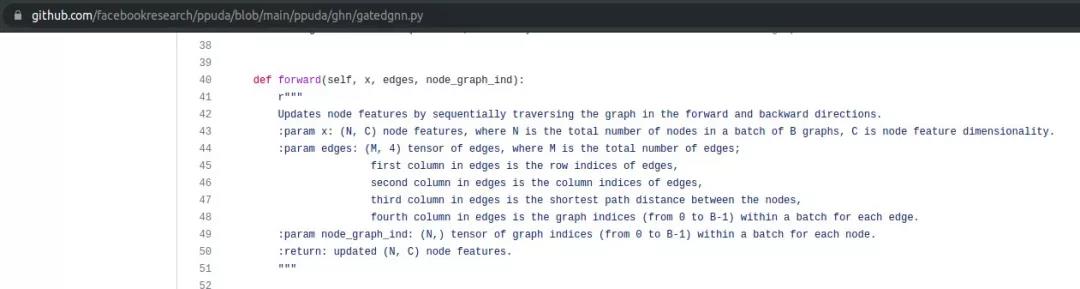 github.com/facebookresearch/ppuda/blob/main/ppuda/ghn/gatedgnn.py
38
39
40 def forward(self, x, edges, node_graph_ind):
41 r"""
42 Updates node features by sequentially traversing the graph in the forward and backward directions.
43 :param x: (N, C) node features, where N is the total number of nodes in a batch of B graphs, C is node feature dimensionality.
44 :param edges: (M, 4) tensor of edges, where M is the total number of edges;
45 first column in edges is the row indices of edges,
46 second column in edges is the column indices of edges,
47 third column in edges is the shortest path distance between the nodes,
48 fourth column in edges is the graph indices (from 0 to B-1) within a batch for each edge.
49 :param node_graph_ind: (N,) tensor of graph indices (from 0 to B-1) within a batch for each node.
50 :return: updated (N, C) node features.
51 """
52